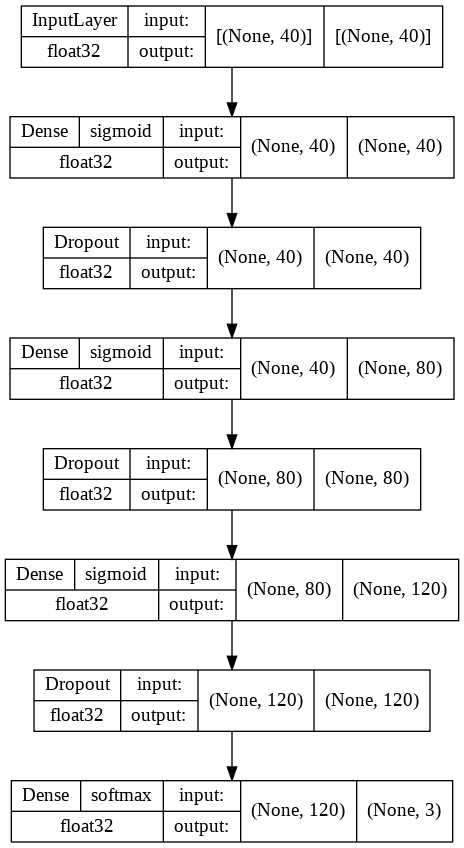 InputLayer input: [(None, 40)] [(None, 40)]
float32 output:
Dense sigmoid input: (None, 40) (None, 40)
float32 output:
Dropout input: (None, 40) (None, 40)
float32 output:
Dense sigmoid input: (None, 40) (None, 80)
float32 output:
Dropout input: (None, 80) (None, 80)
float32 output:
Dense sigmoid input: (None, 80) (None, 120)
float32 output:
Dropout input: (None, 120) (None, 120)
float32 output:
Dense softmax input: (None, 120) (None, 3)
float32 output: